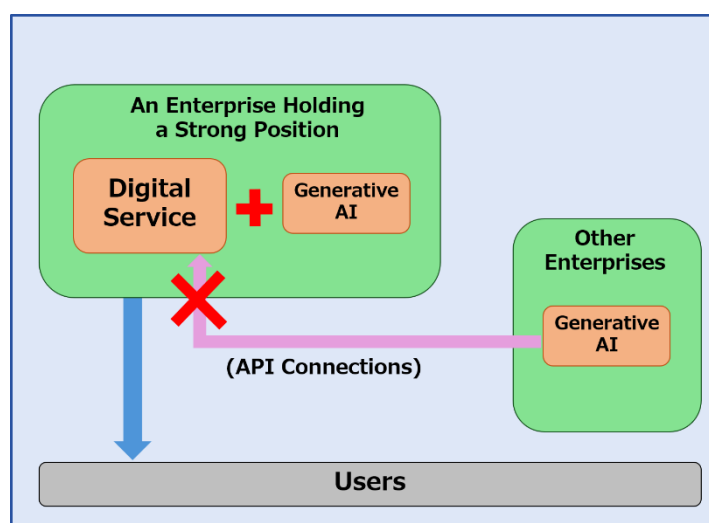 An Enterprise Holding
a Strong Position
Digital
Service
Generative
AI
Other
Enterprises
Generative
AI
(API Connections)
Users